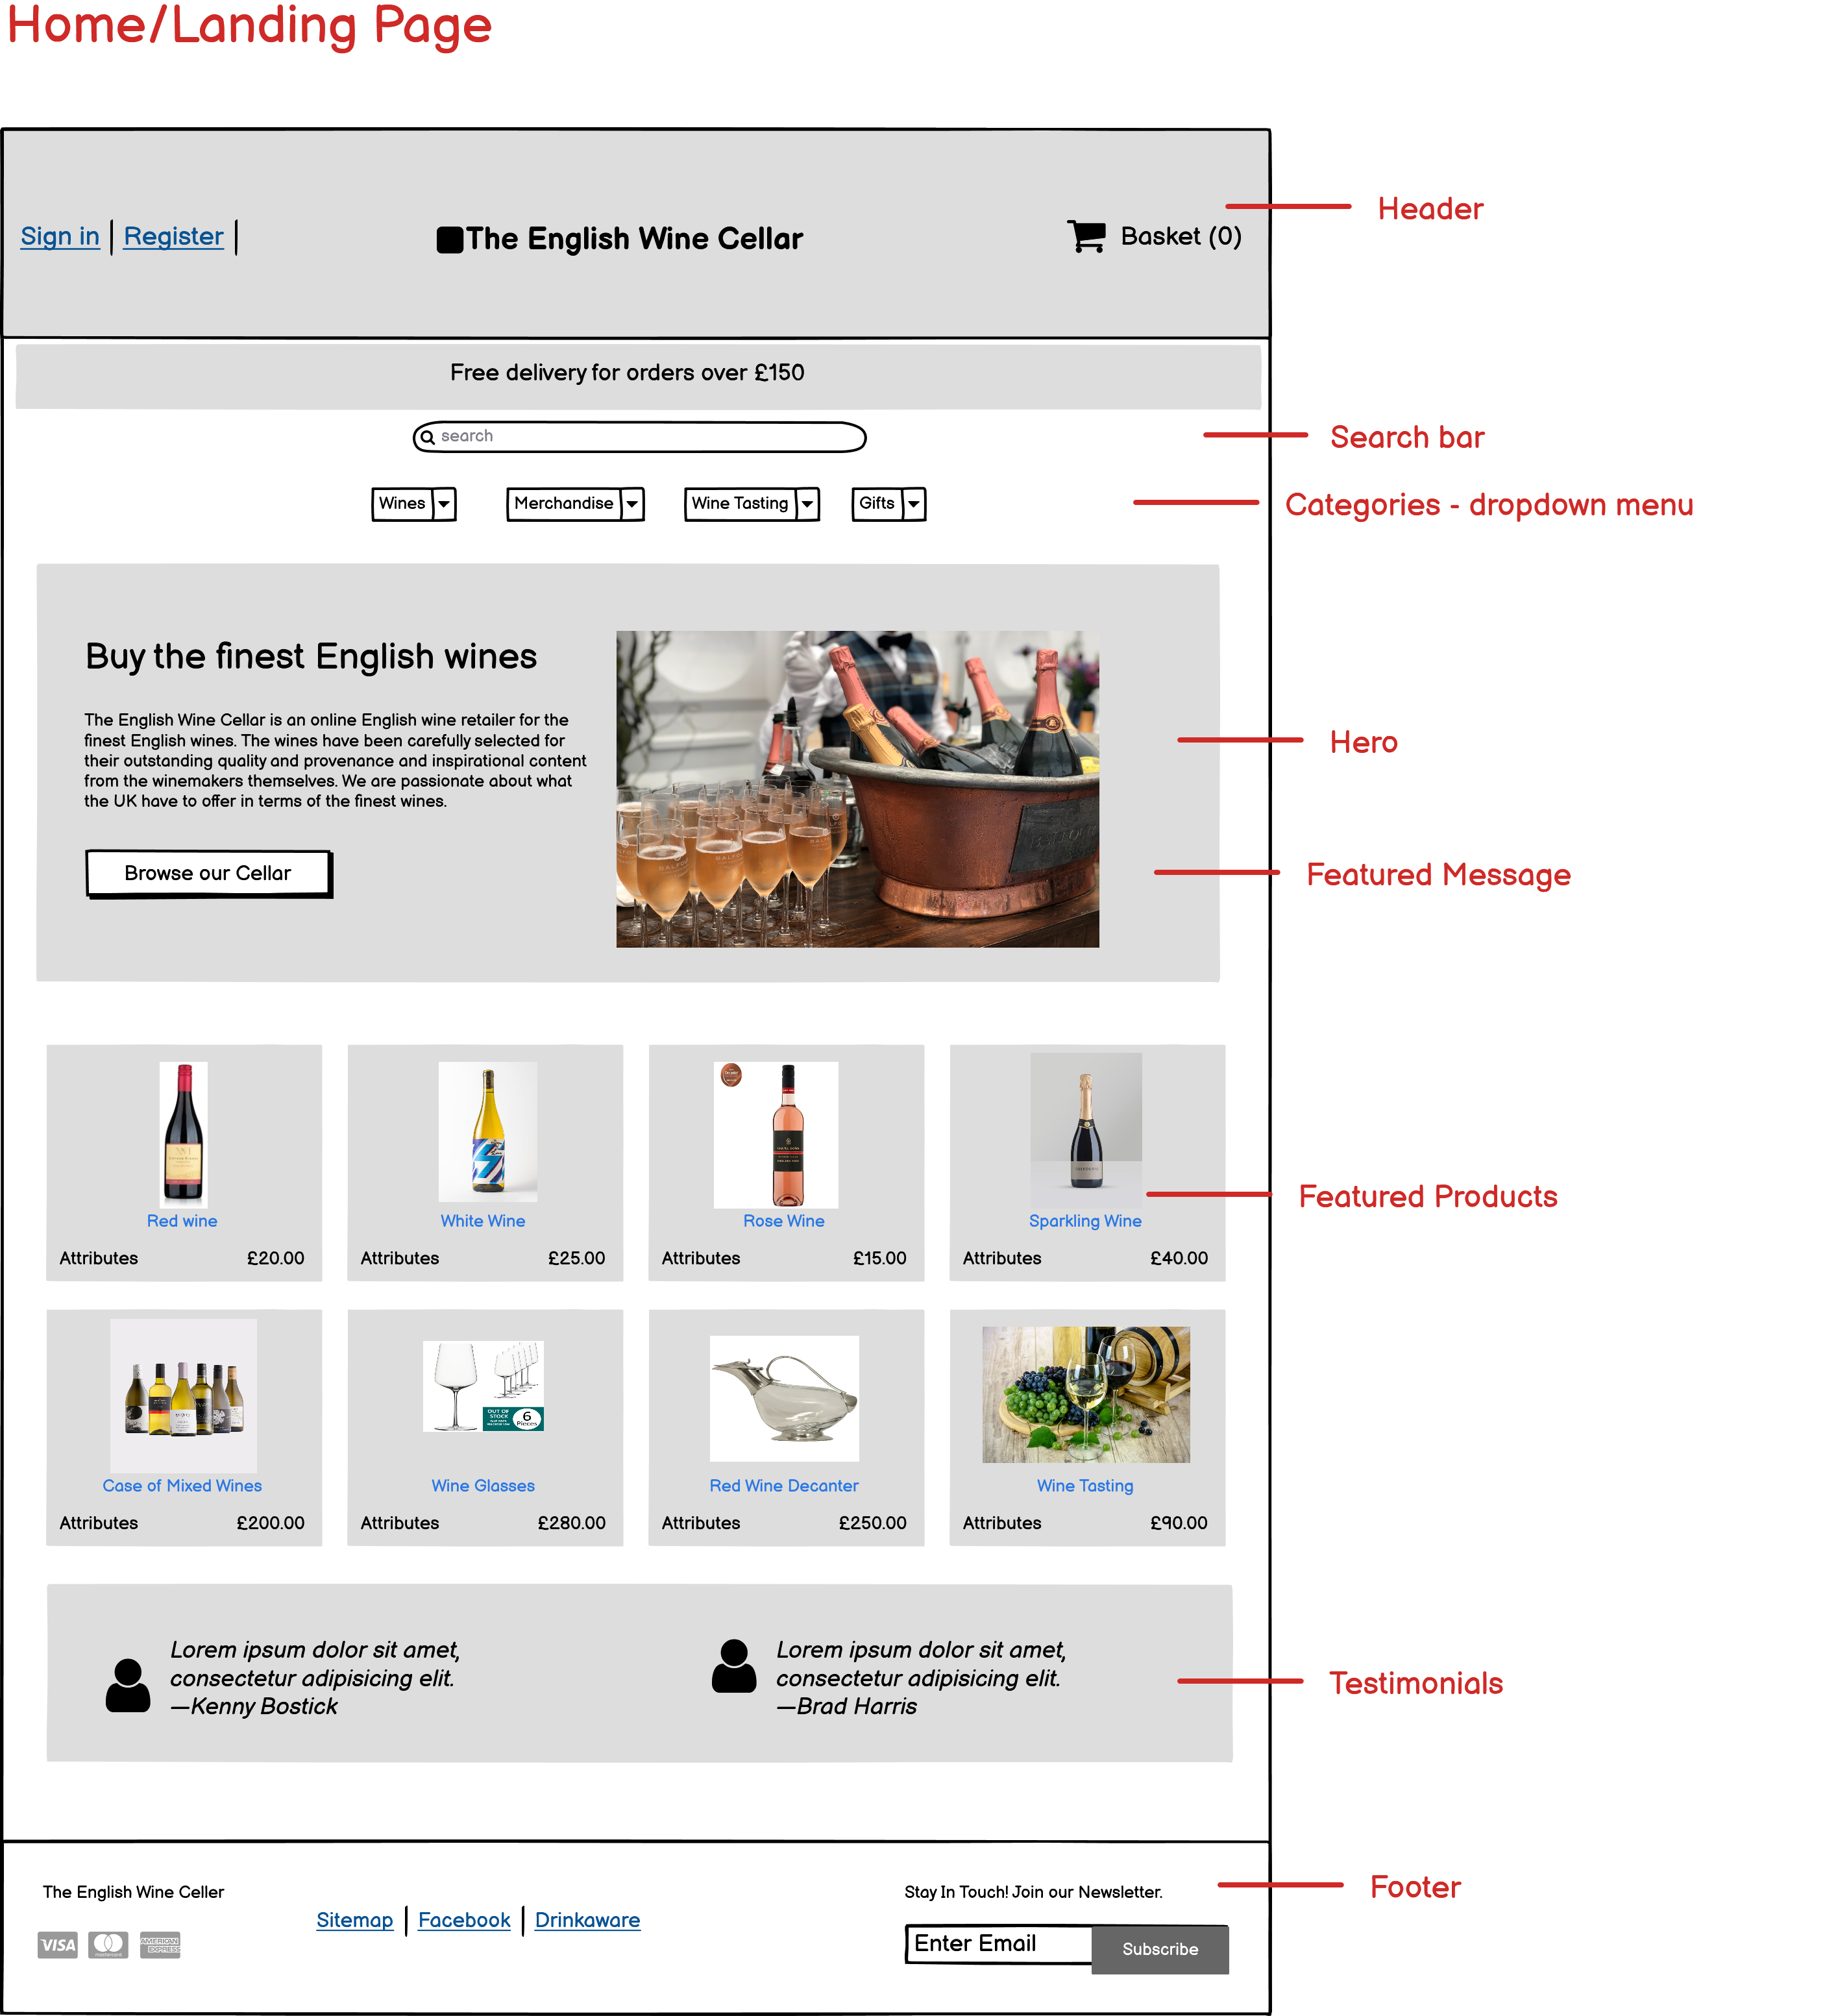 Home/Landing Page
Header
Sign in | Register |
The English Wine Cellar
Basket (0)
Free delivery for orders over £150
search
Search bar
Wines
Merchandise
Wine Tasting
Gifts
Categories - dropdown menu
Buy the finest English wines
The English Wine Cellar is an online English wine retailer for the
finest English wines. The wines have been carefully selected for
their outstanding quality and provenance and inspirational content
from the winemakers themselves. We are passionate about what
the UK have to offer in terms of the finest wines.
Browse our Cellar
Hero
Featured Message
Red wine
Attributes £20.00
White Wine
Attributes £25.00
Rose Wine
Attributes £15.00
Sparkling Wine
Attributes £40.00
Featured Products
Case of Mixed Wines
Attributes £200.00
OUT OF
STOCK
6
Pieces
Wine Glasses
Attributes £280.00
Red Wine Decanter
Attributes £250.00
Wine Tasting
Attributes £90.00
Lorem ipsum dolor sit amet,
consectetur adipisicing elit.
—Kenny Bostick
Lorem ipsum dolor sit amet,
consectetur adipisicing elit.
—Brad Harris
Testimonials
The English Wine Celler
VISA
mastercard
AMERICAN
EXPRESS
Sitemap | Facebook | Drinkaware
Stay In Touch! Join our Newsletter.
Enter Email
Subscribe
Footer